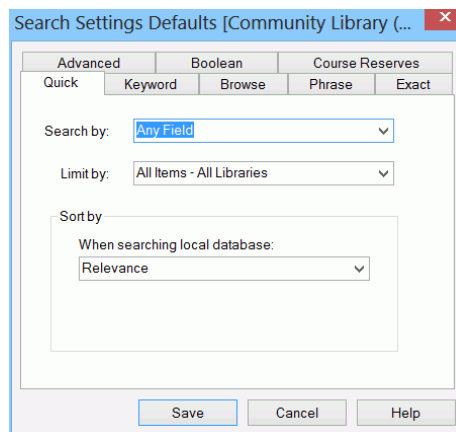 Search Settings Defaults [Community Library (...
Advanced Boolean Course Reserves
Quick Keyword Browse Phrase Exact
Search by: Any Field
Limit by: All Items - All Libraries
Sort by
When searching local database:
Relevance
Save Cancel Help